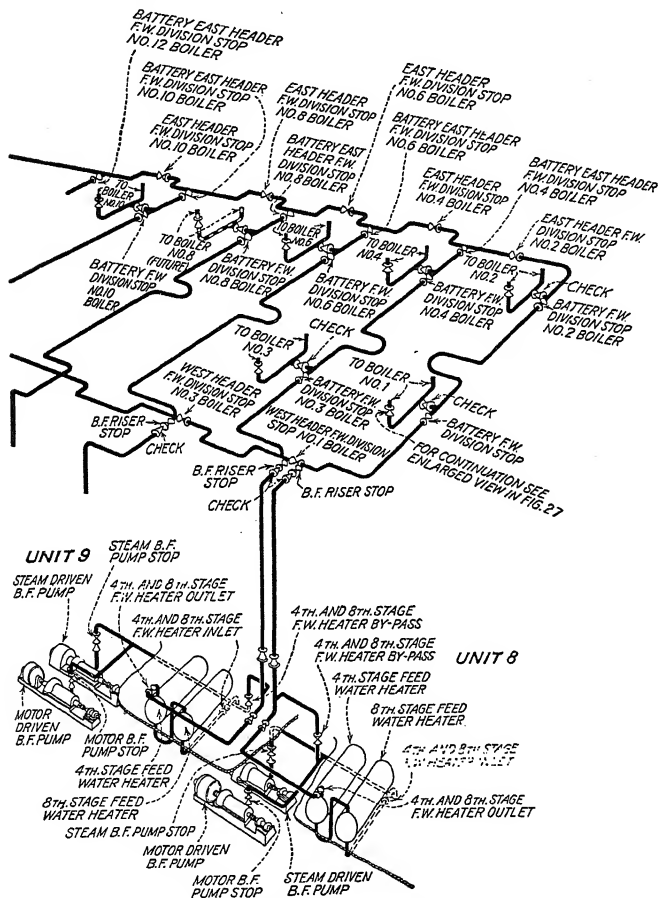 BATTERY EAST HEADER
F.W. DIVISION STOP
NO.12 BOILER
BATTERY EAST HEADER
F.W. DIVISION STOP
NO.10 BOILER
EAST HEADER
F.W. DIVISION STOP
NO.10 BOILER
EAST HEADER
F.W. DIVISION STOP
NO.8 BOILER
BATTERY EAST
HEADER F.W.
DIVISION STOP
NO.8 BOILER
EAST HEADER
F.W. DIVISION STOP
NO.6 BOILER
BATTERY EAST HEADER
F.W. DIVISION STOP
NO.6 BOILER
EAST HEADER
F.W. DIVISION STOP
NO.4 BOILER
BATTERY EAST HEADER
F.W. DIVISION STOP
NO.4 BOILER
EAST HEADER F.W.
DIVISION STOP
NO.2 BOILER
TO
BOILER
NO.10
TO BOILER
NO.8
(FUTURE)
TO BOILER
NO.6
TO BOILER
NO.4
TO BOILER
NO.2
BATTERY F.W.
DIVISION STOP
NO.10
BOILER
BATTERY F.W.
DIVISION STOP
NO.8 BOILER
BATTERY F.W.
DIVISION STOP
NO.6 BOILER
BATTERY F.W.
DIVISION STOP
NO.4 BOILER
CHECK
BATTERY F.W.
DIVISION STOP
NO.2 BOILER
TO BOILER
NO.3
CHECK
TO BOILER
NO.1
CHECK
WEST HEADER
F.W. DIVISION STOP
NO.3 BOILER
BATTERY F.W.
DIVISION STOP
NO.3 BOILER
WEST HEADER F.W. DIVISION
STOP NO.1 BOILER
BATTERY F.W.
DIVISION STOP
B.F. RISER
STOP
CHECK
B.F. RISER
STOP
CHECK
B.F. RISER STOP
FOR CONTINUATION SEE
ENLARGED VIEW IN FIG.27
UNIT 9
STEAM B.F.
PUMP STOP
STEAM DRIVEN
B.F. PUMP
4TH. AND 8TH. STAGE
F.W. HEATER OUTLET
4TH. AND 8TH. STAGE
F.W. HEATER INLET
4TH. AND 8TH. STAGE
F.W. HEATER BY-PASS
4TH. AND 8TH. STAGE
F.W. HEATER BY-PASS
UNIT 8
4TH. STAGE FEED
WATER HEATER
8TH. STAGE FEED
WATER HEATER
4TH AND 8TH. STAGE
F.W. HEATER INLET
4TH. AND 8TH. STAGE
F.W. HEATER OUTLET
MOTOR
DRIVEN
B.F. PUMP
MOTOR B.F.
PUMP STOP
4TH. STAGE FEED
WATER HEATER
8TH. STAGE FEED
WATER HEATER
STEAM B.F. PUMP STOP
MOTOR DRIVEN
B.F. PUMP
MOTOR B.F.
PUMP STOP
STEAM DRIVEN
B.F. PUMP